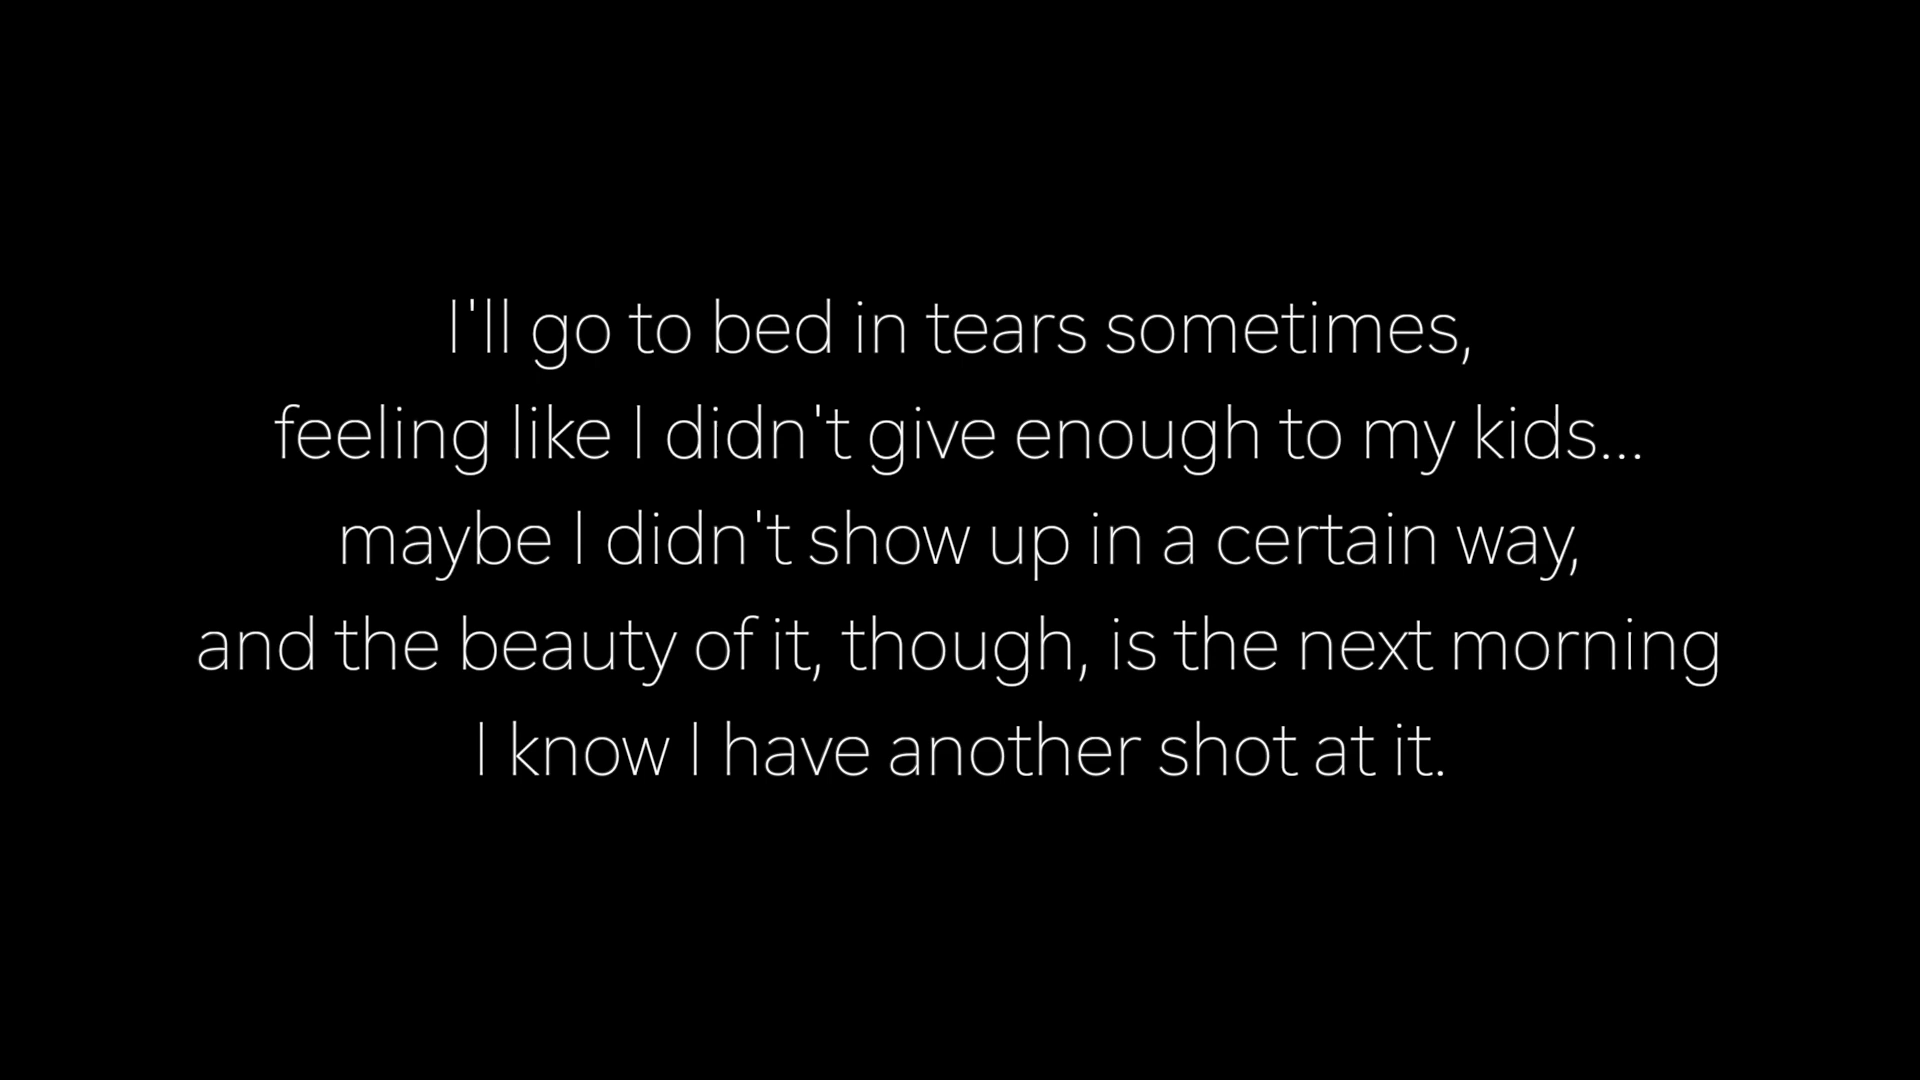 I'll go to bed in tears sometimes,
feeling like I didn't give enough to my kids...
maybe I didn't show up in a certain way,
and the beauty of it, though, is the next morning
I know I have another shot at it.